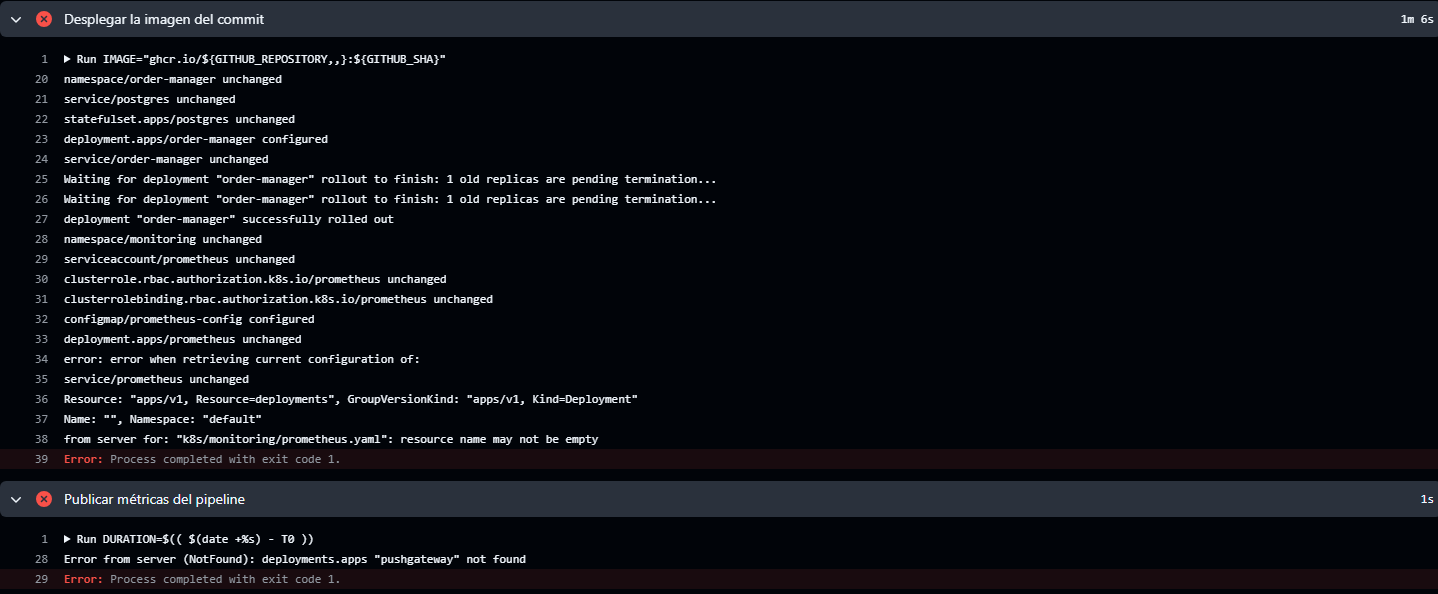 Desplegar la imagen del commit 1m 6s
1 Run IMAGE="ghcr.io/${GITHUB_REPOSITORY,,}:${GITHUB_SHA}"
20 namespace/order-manager unchanged
21 service/postgres unchanged
22 statefulset.apps/postgres unchanged
23 deployment.apps/order-manager configured
24 service/order-manager unchanged
25 Waiting for deployment "order-manager" rollout to finish: 1 old replicas are pending termination...
26 Waiting for deployment "order-manager" rollout to finish: 1 old replicas are pending termination...
27 deployment "order-manager" successfully rolled out
28 namespace/monitoring unchanged
29 serviceaccount/prometheus unchanged
30 clusterrole.rbac.authorization.k8s.io/prometheus unchanged
31 clusterrolebinding.rbac.authorization.k8s.io/prometheus unchanged
32 configmap/prometheus-config configured
33 deployment.apps/prometheus unchanged
34 error: error when retrieving current configuration of:
35 service/prometheus unchanged
36 Resource: "apps/v1, Resource=deployments", GroupVersionKind: "apps/v1, Kind=Deployment"
37 Name: "", Namespace: "default"
38 from server for: "k8s/monitoring/prometheus.yaml": resource name may not be empty
39 Error: Process completed with exit code 1.
Publicar métricas del pipeline 1s
1 Run DURATION=$(( $(date +%s) - T0 ))
28 Error from server (NotFound): deployments.apps "pushgateway" not found
29 Error: Process completed with exit code 1.